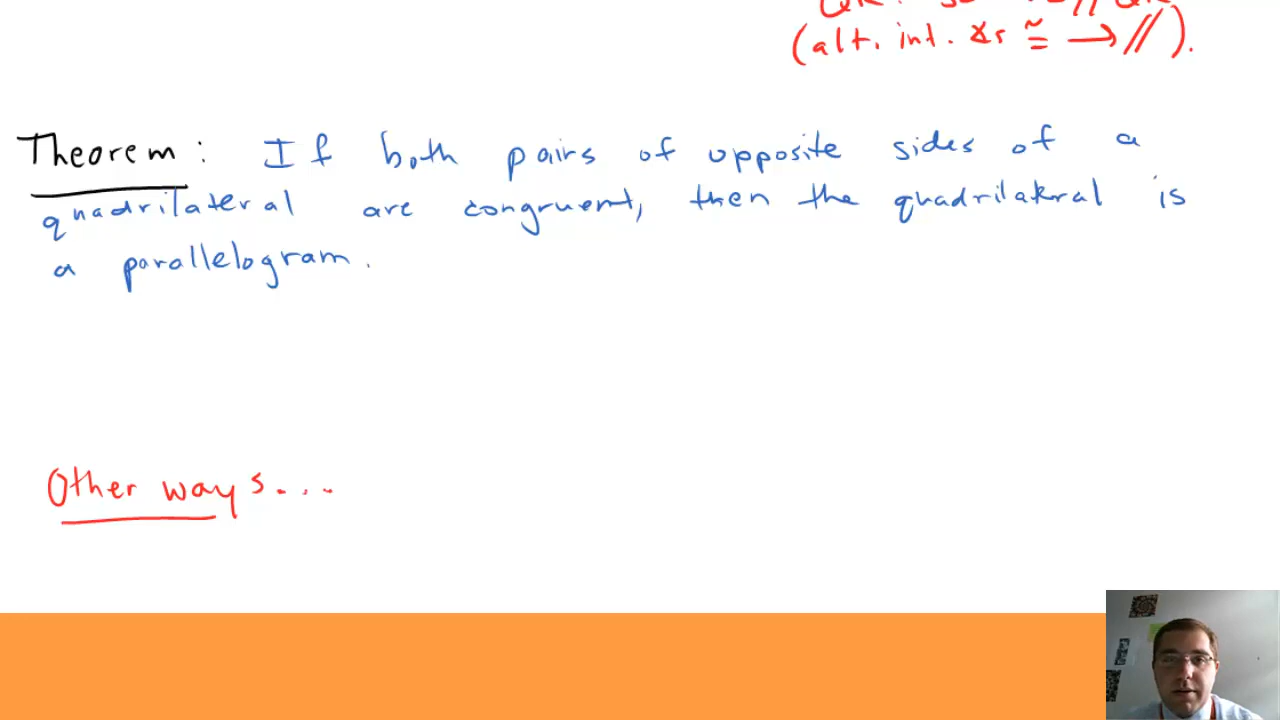 (alt. int. ∡s ≅ → //).
Theorem: If both pairs of opposite sides of a
quadrilateral are congruent, then the quadrilateral is
a parallelogram.
Other ways...